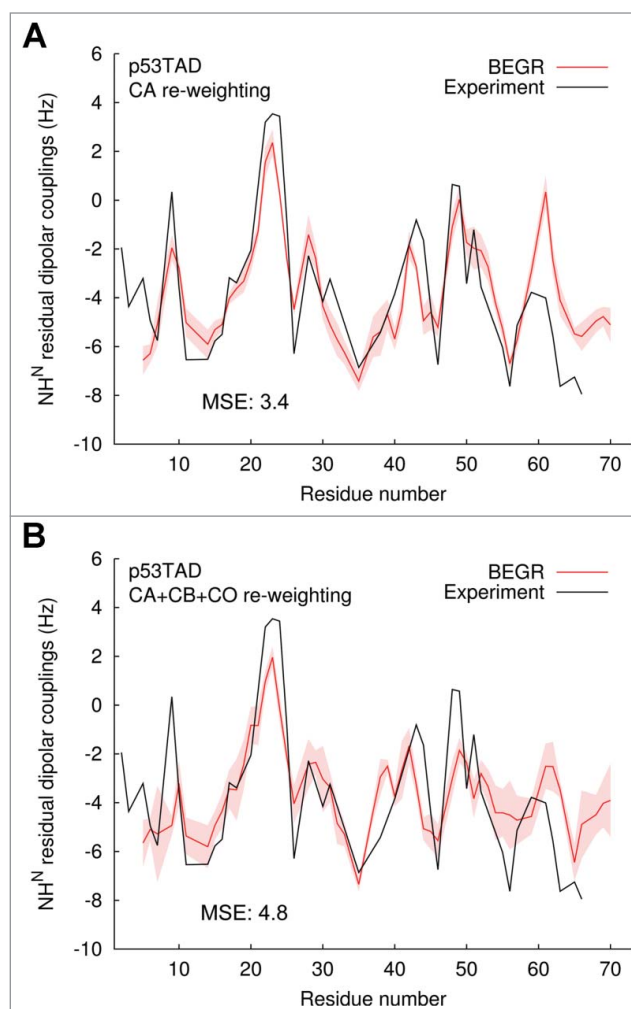 A
p53TAD
CA re-weighting
BEGR
Experiment
6
4
2
0
-2
-4
-6
-8
-10
NH^N residual dipolar couplings (Hz)
MSE: 3.4
10 20 30 40 50 60 70
Residue number
B
p53TAD
CA+CB+CO re-weighting
BEGR
Experiment
6
4
2
0
-2
-4
-6
-8
-10
NH^N residual dipolar couplings (Hz)
MSE: 4.8
10 20 30 40 50 60 70
Residue number